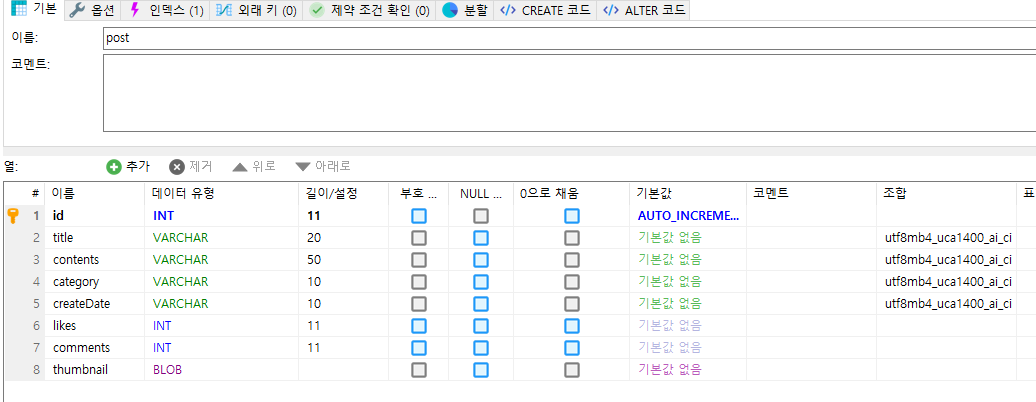 기본 옵션 인덱스 (1) 외래 키 (0) 제약 조건 확인 (0) 분할 CREATE 코드 ALTER 코드
이름: post
코멘트:
열: 추가 제거 위로 아래로
# 이름 데이터 유형 길이/설정 부호 ... NULL ... 0으로 채움 기본값 코멘트 조합 표
1 id INT 11 AUTO_INCREME...
2 title VARCHAR 20 기본값 없음 utf8mb4_uca1400_ai_ci
3 contents VARCHAR 50 기본값 없음 utf8mb4_uca1400_ai_ci
4 category VARCHAR 10 기본값 없음 utf8mb4_uca1400_ai_ci
5 createDate VARCHAR 10 기본값 없음 utf8mb4_uca1400_ai_ci
6 likes INT 11 기본값 없음
7 comments INT 11 기본값 없음
8 thumbnail BLOB 기본값 없음